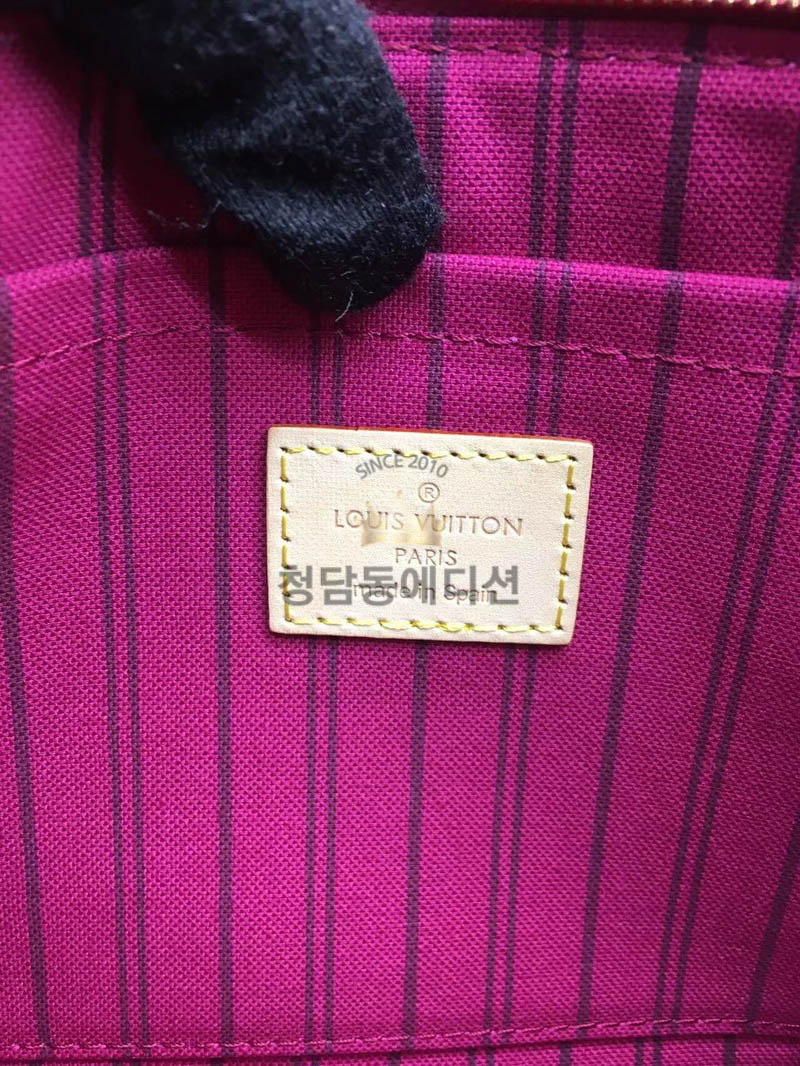 SINCE 2010
®
LOUIS VUITTON
PARIS
청담동에디션
made in Spain